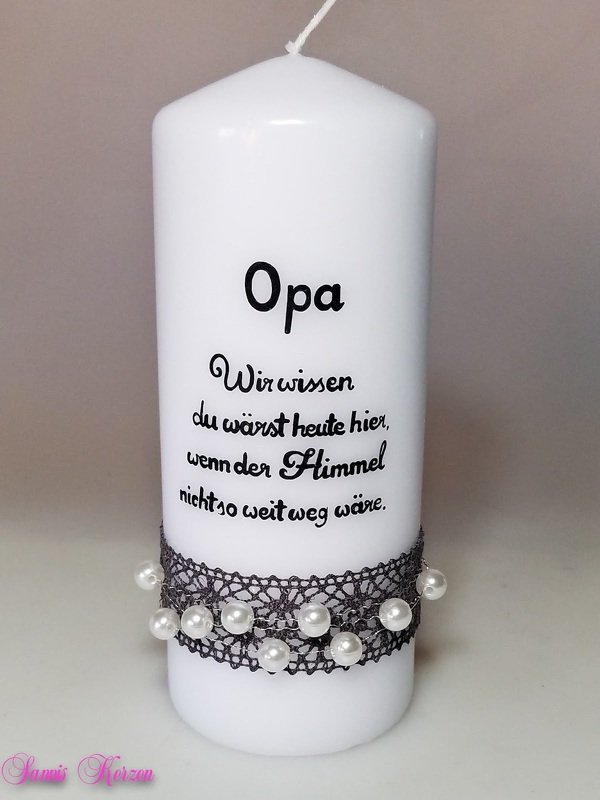 Opa
Wir wissen
du wärst heute hier,
wenn der Himmel
nicht so weit weg wäre.
Sannis Kerzen